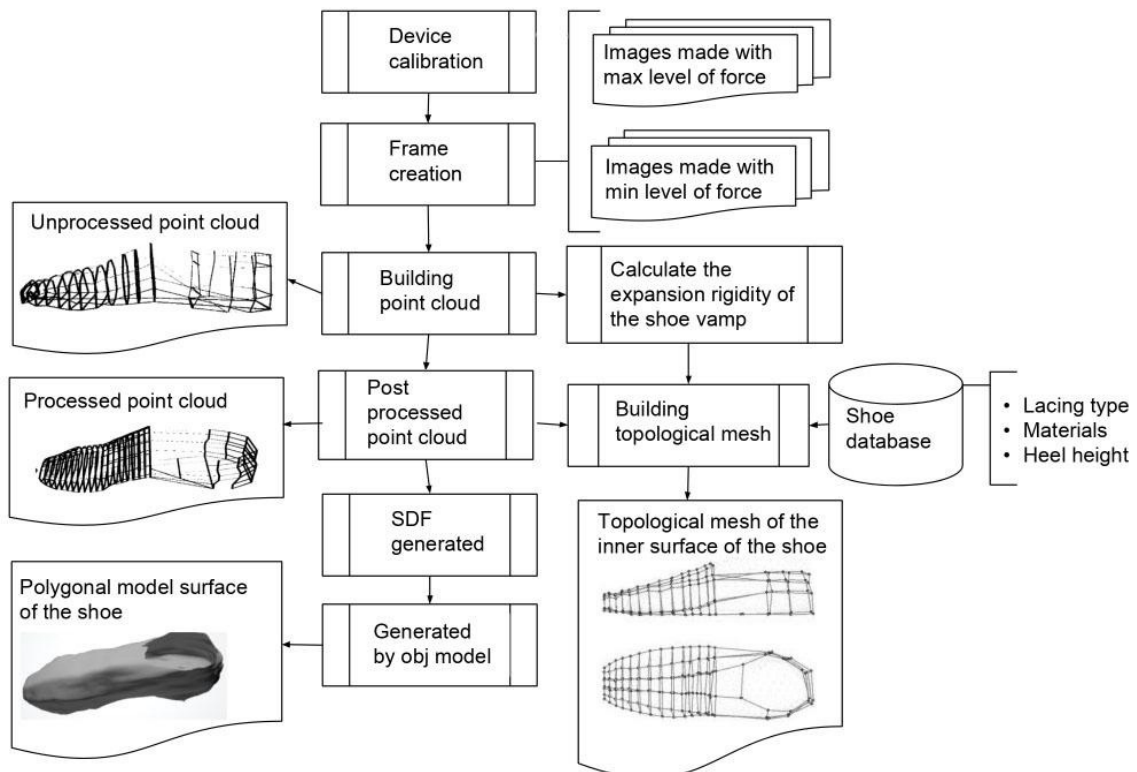 Device
calibration
Images made with
max level of force
Frame
creation
Images made with
min level of force
Unprocessed point cloud
Building
point cloud
Calculate the
expansion rigidity of
the shoe vamp
Processed point cloud
Post
processed
point cloud
Building
topological mesh
Shoe
database
• Lacing type
• Materials
• Heel height
SDF
generated
Topological mesh of the
inner surface of the shoe
Polygonal model surface
of the shoe
Generated
by obj model